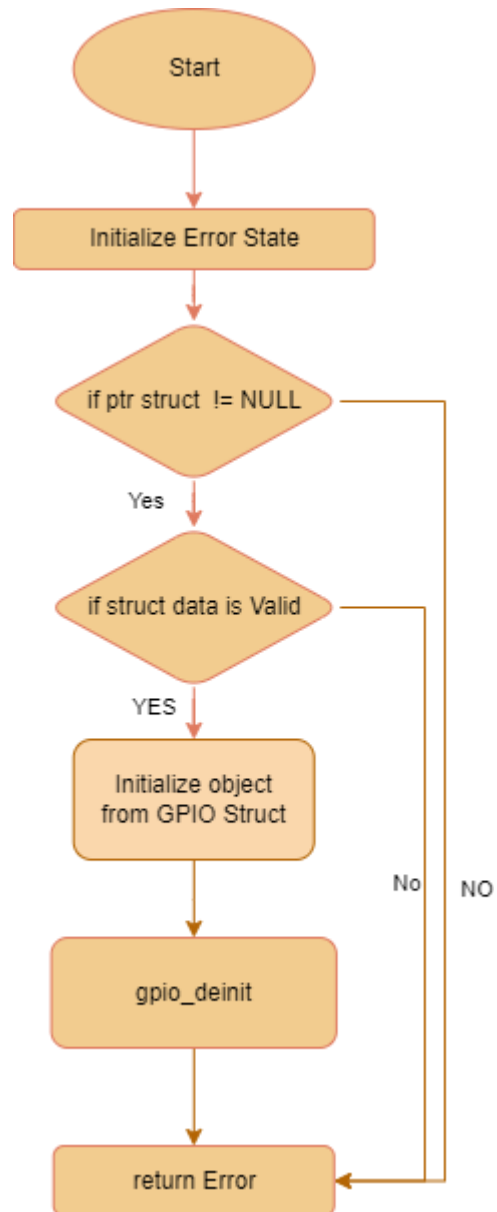 Start
Initialize Error State
if ptr struct != NULL
Yes
if struct data is Valid
YES
Initialize object
from GPIO Struct
No
NO
gpio_deinit
return Error